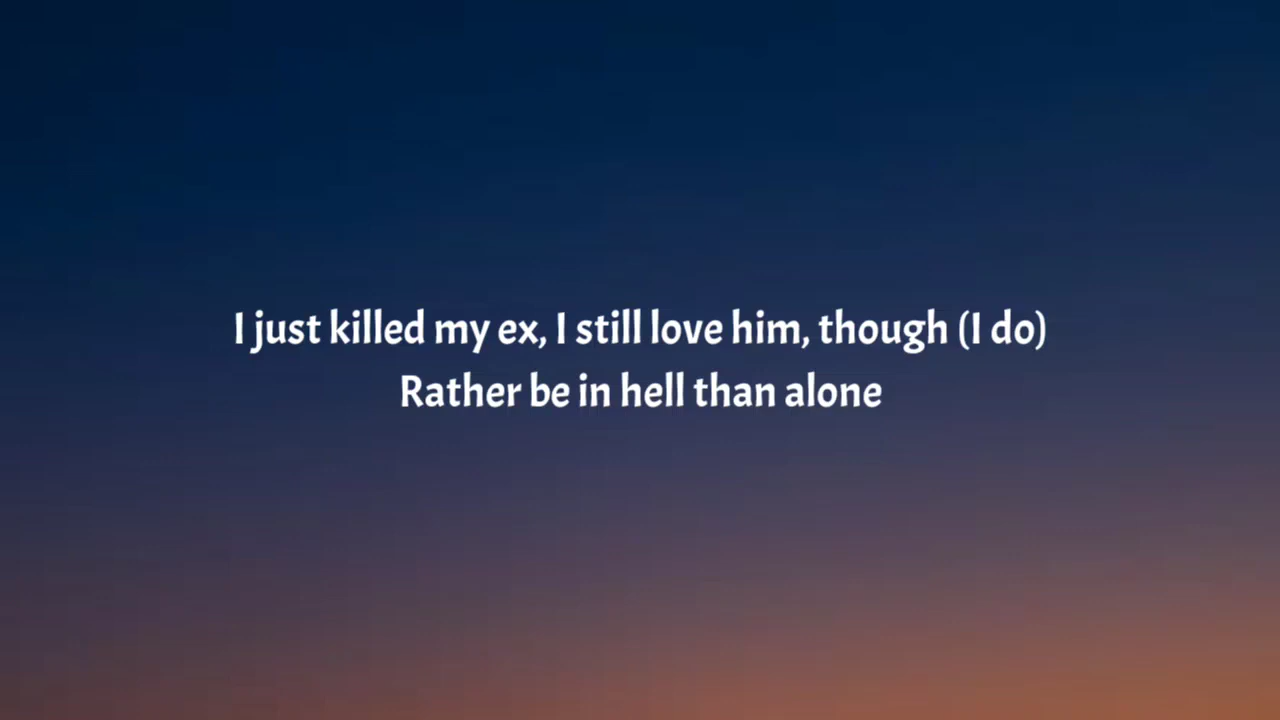 I just killed my ex, I still love him, though (I do)
Rather be in hell than alone